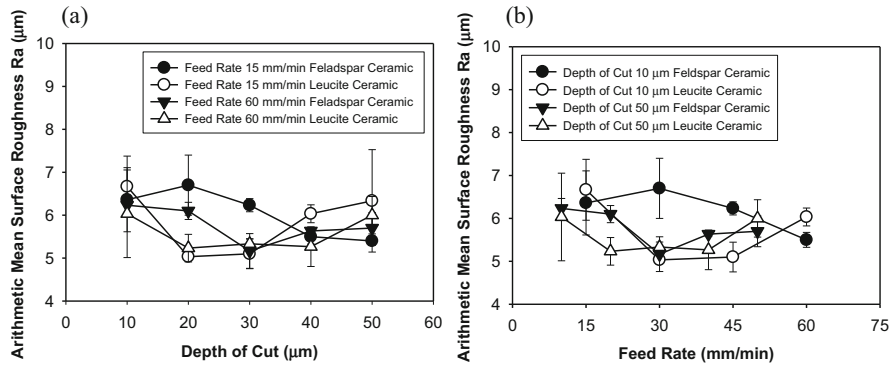 (a)
Arithmetic Mean Surface Roughness Ra (μm)
10
9
8
7
6
5
4
Feed Rate 15 mm/min Feladspar Ceramic
Feed Rate 15 mm/min Leucite Ceramic
Feed Rate 60 mm/min Feladspar Ceramic
Feed Rate 60 mm/min Leucite Ceramic
0 10 20 30 40 50 60
Depth of Cut (μm)
(b)
Arithmetic Mean Surface Roughness Ra (μm)
10
9
8
7
6
5
4
Depth of Cut 10 μm Feldspar Ceramic
Depth of Cut 10 μm Leucite Ceramic
Depth of Cut 50 μm Feldspar Ceramic
Depth of Cut 50 μm Leucite Ceramic
0 15 30 45 60 75
Feed Rate (mm/min)